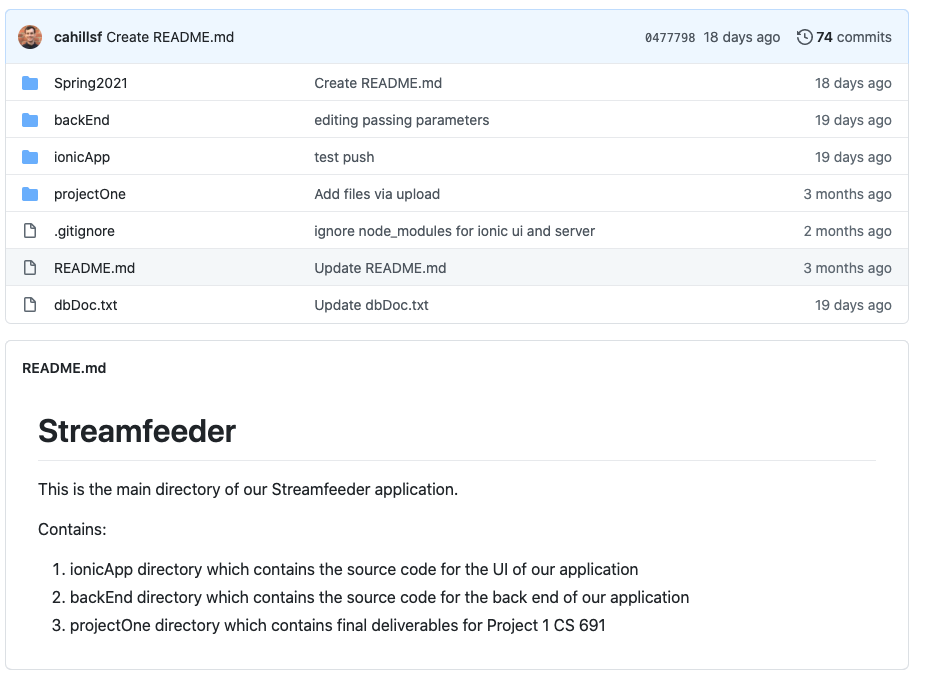 cahillsf Create README.md 0477798 18 days ago 74 commits
Spring2021 Create README.md 18 days ago
backEnd editing passing parameters 19 days ago
ionicApp test push 19 days ago
projectOne Add files via upload 3 months ago
.gitignore ignore node_modules for ionic ui and server 2 months ago
README.md Update README.md 3 months ago
dbDoc.txt Update dbDoc.txt 19 days ago
README.md
Streamfeeder
This is the main directory of our Streamfeeder application.
Contains:
1. ionicApp directory which contains the source code for the UI of our application
2. backEnd directory which contains the source code for the back end of our application
3. projectOne directory which contains final deliverables for Project 1 CS 691